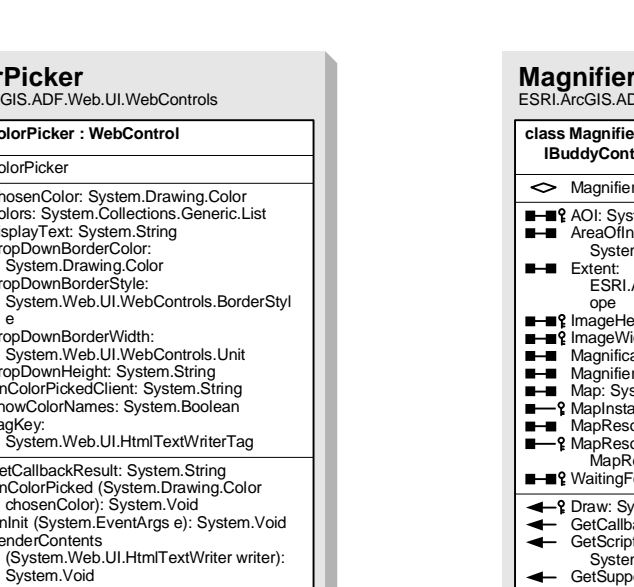 rPicker
GIS.ADF.Web.UI.WebControls
olorPicker : WebControl
olorPicker
hosenColor: System.Drawing.Color
olors: System.Collections.Generic.List
isplayText: System.String
ropDownBorderColor:
System.Drawing.Color
ropDownBorderStyle:
System.Web.UI.WebControls.BorderStyl
e
ropDownBorderWidth:
System.Web.UI.WebControls.Unit
ropDownHeight: System.String
nColorPickedClient: System.String
howColorNames: System.Boolean
agKey:
System.Web.UI.HtmlTextWriterTag
etCallbackResult: System.String
nColorPicked (System.Drawing.Color
chosenColor): System.Void
nInit (System.EventArgs e): System.Void
enderContents
(System.Web.UI.HtmlTextWriter writer):
System.Void
Magnifier
ESRI.ArcGIS.AD
class Magnifie
IBuddyCont
Magnifier
AOI: Sys
AreaOfIn
System
Extent:
ESRI.A
ope
ImageHe
ImageWi
Magnifica
Magnifier
Map: Sys
MapInsta
MapReso
MapReso
MapRe
WaitingF
Draw: Sy
GetCallba
GetScript
System
GetSuppo